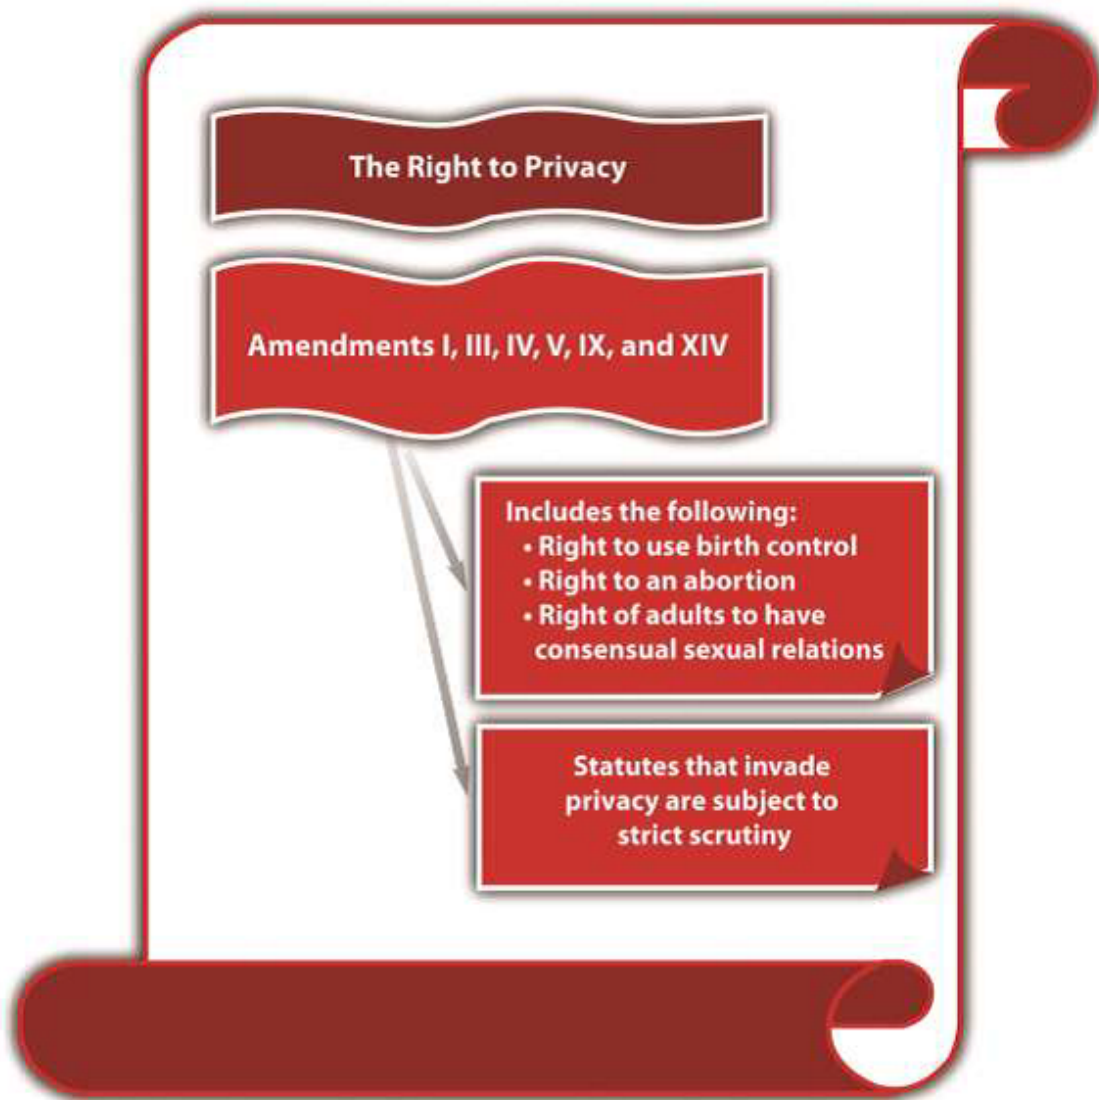 The Right to Privacy
Amendments I, III, IV, V, IX, and XIV
Includes the following:
• Right to use birth control
• Right to an abortion
• Right of adults to have
consensual sexual relations
Statutes that invade
privacy are subject to
strict scrutiny